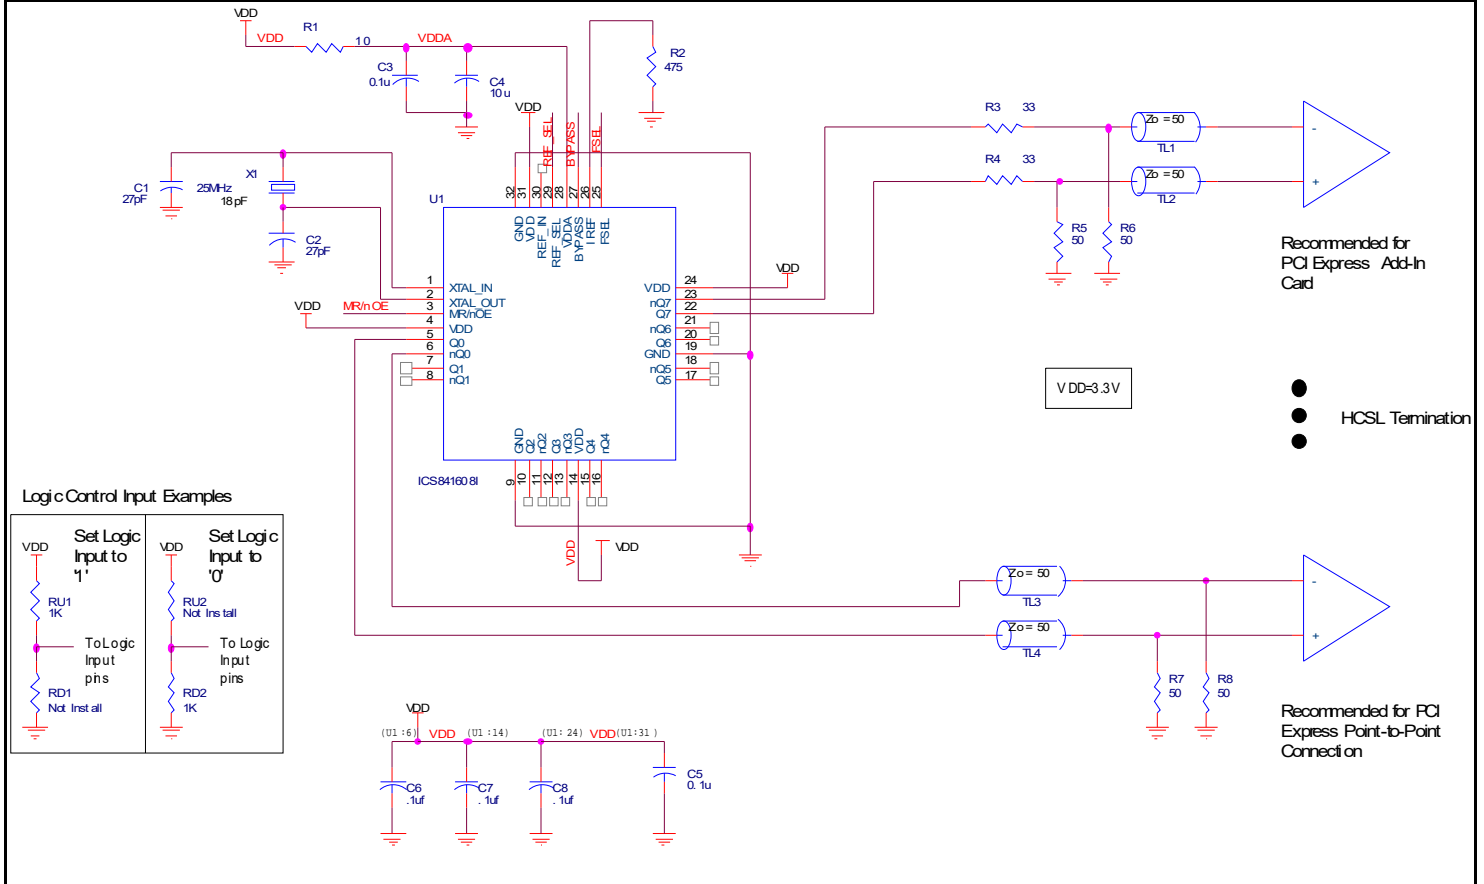 VDD
VDD
R1
10
VDDA
C3
0.1u
C4
10u
R2
475
VDD
REF_SEL
BYPASS
FSEL
C1
27pF
X1
25MHz
18pF
C2
27pF
U1
32
31
30
29
28
27
26
25
GND
VDD
REF_IN
REF_SEL
VDDA
BYPASS
IREF
FSEL
1
2
3
4
5
6
7
8
XTAL_IN
XTAL_OUT
MR/nOE
VDD
Q0
nQ0
Q1
nQ1
MR/nOE
VDD
VDD
nQ7
Q7
nQ6
Q6
GND
nQ5
Q5
24
23
22
21
20
19
18
17
VDD
GND
Q2
nQ2
Q3
nQ3
VDD
Q4
nQ4
9
10
11
12
13
14
15
16
ICS841608I
VDD
VDD
R3 33
R4 33
Zo = 50
TL1
Zo = 50
TL2
R5
50
R6
50
-
+
Recommended for
PCI Express Add-In
Card
VDD=3.3V
HCSL Termination
Logic Control Input Examples
VDD
Set Logic
Input to
'1'
RU1
1K
To Logic
Input
pins
RD1
Not Install
VDD
Set Logic
Input to
'0'
RU2
Not Install
To Logic
Input
pins
RD2
1K
Zo = 50
TL3
Zo = 50
TL4
R7
50
R8
50
-
+
Recommended for PCI
Express Point-to-Point
Connection
VDD
(U1:6)
VDD
(U1:14)
(U1:24)
VDD
(U1:31)
C6
.1uf
C7
.1uf
C8
.1uf
C5
0.1u